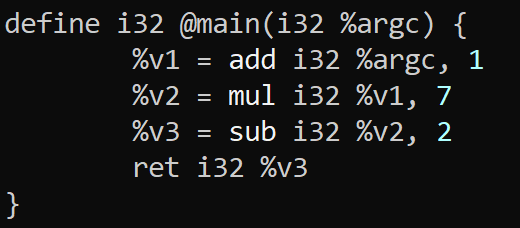 define i32 @main(i32 %argc) {
        %v1 = add i32 %argc, 1
        %v2 = mul i32 %v1, 7
        %v3 = sub i32 %v2, 2
        ret i32 %v3
}